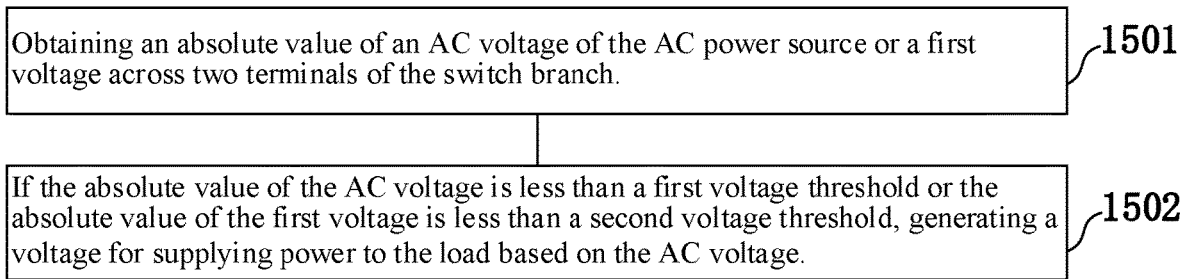 Obtaining an absolute value of an AC voltage of the AC power source or a first
voltage across two terminals of the switch branch.
1501
If the absolute value of the AC voltage is less than a first voltage threshold or the
absolute value of the first voltage is less than a second voltage threshold, generating a
voltage for supplying power to the load based on the AC voltage.
1502